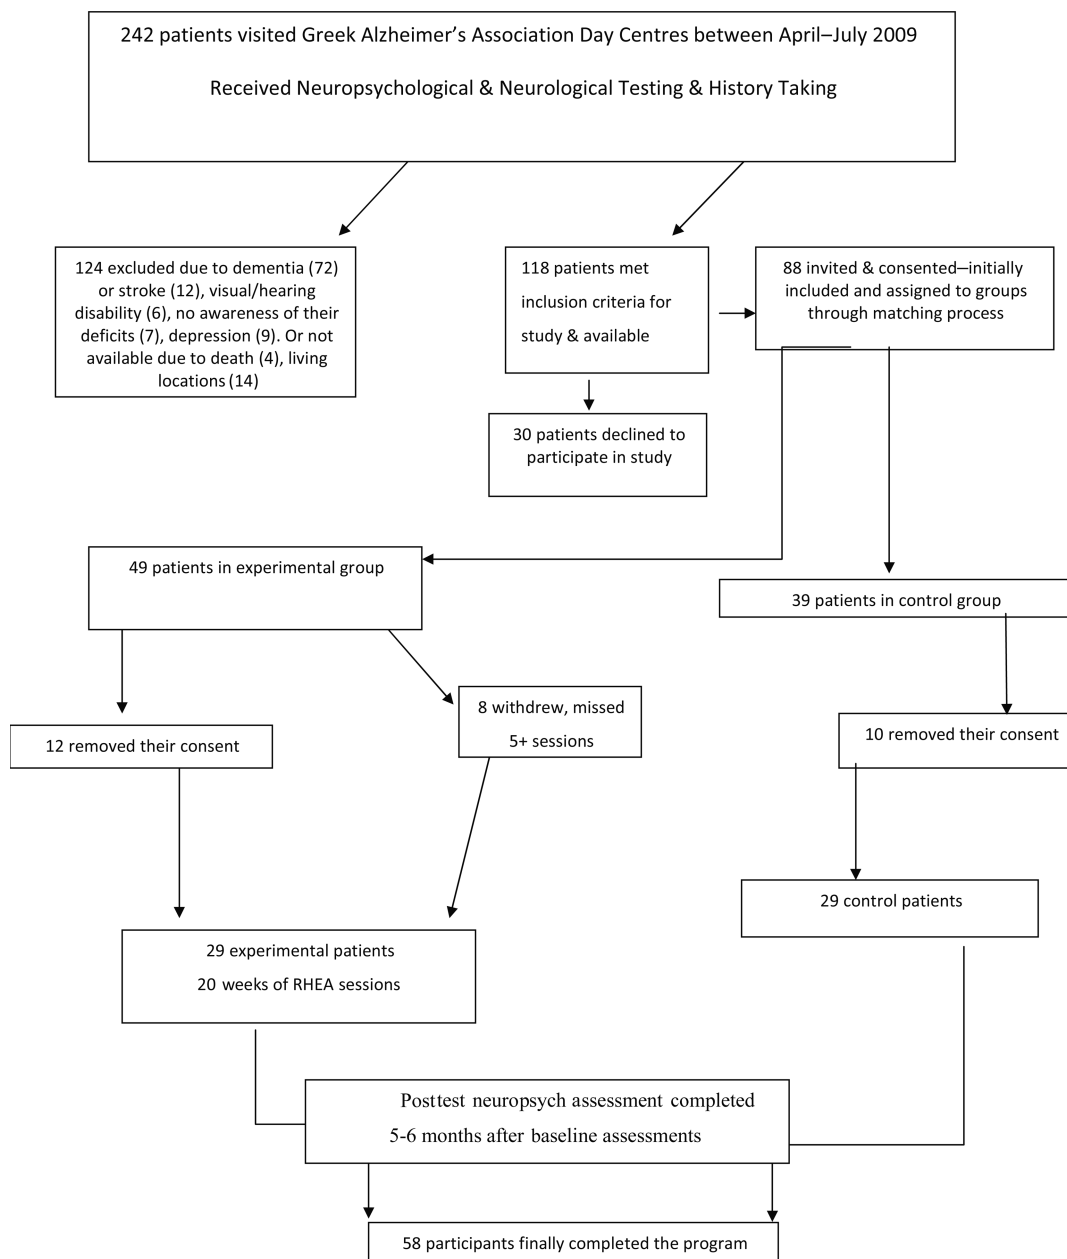 242 patients visited Greek Alzheimer’s Association Day Centres between April–July 2009
Received Neuropsychological & Neurological Testing & History Taking
124 excluded due to dementia (72)
or stroke (12), visual/hearing
disability (6), no awareness of their
deficits (7), depression (9). Or not
available due to death (4), living
locations (14)
118 patients met
inclusion criteria for
study & available
88 invited & consented–initially
included and assigned to groups
through matching process
30 patients declined to
participate in study
49 patients in experimental group
39 patients in control group
8 withdrew, missed
5+ sessions
12 removed their consent
10 removed their consent
29 control patients
29 experimental patients
20 weeks of RHEA sessions
Posttest neuropsych assessment completed
5-6 months after baseline assessments
58 participants finally completed the program